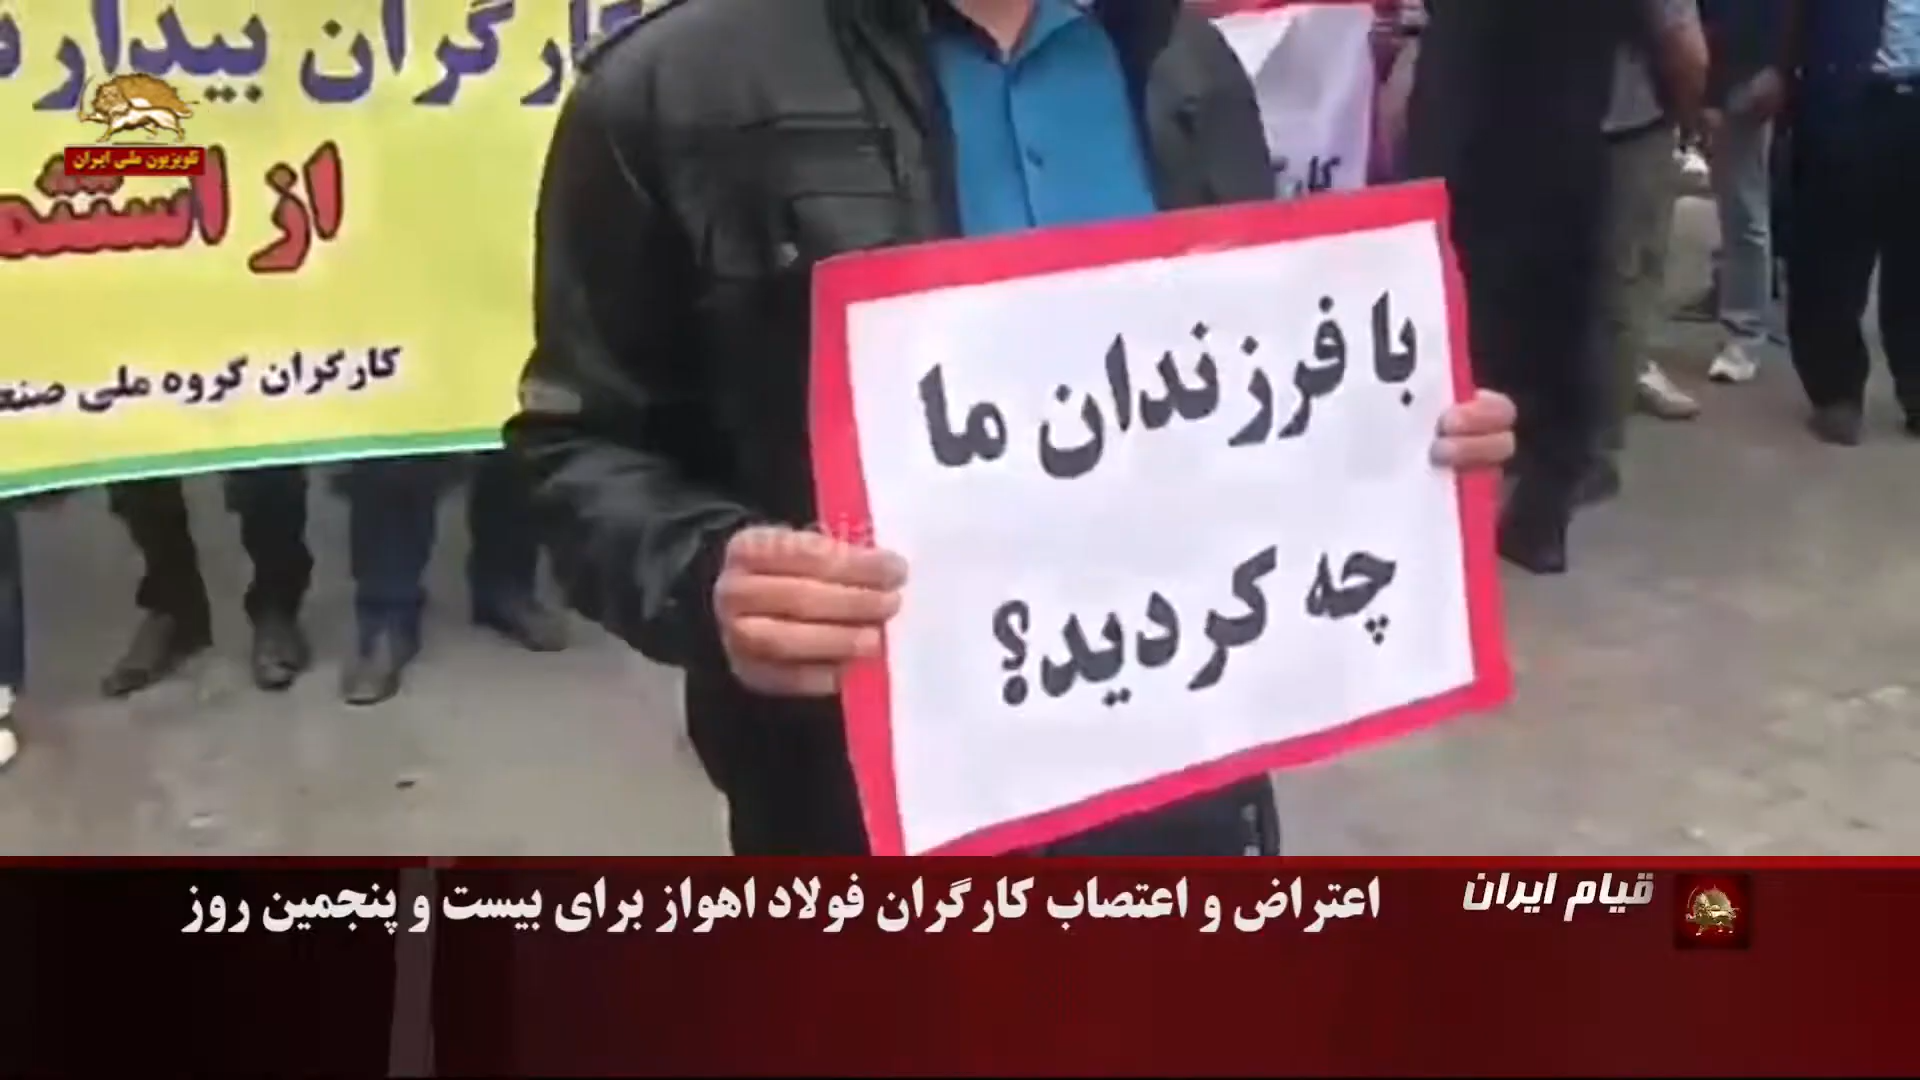 کارگران بیدار
تلویزیون ملی ایران
از
کارگران گروه ملی
با فرزندان ما
چه کردید؟
قیام ایران
اعتراض و اعتصاب کارگران فولاد اهواز برای بیست و پنجمین روز